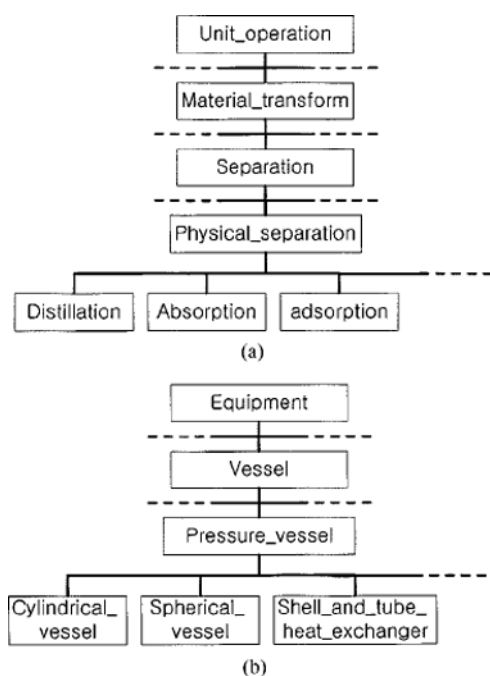 Unit_operation
Material_transform
Separation
Physical_separation
Distillation
Absorption
adsorption
(a)
Equipment
Vessel
Pressure_vessel
Cylindrical_
vessel
Spherical_
vessel
Shell_and_tube_
heat_exchanger
(b)